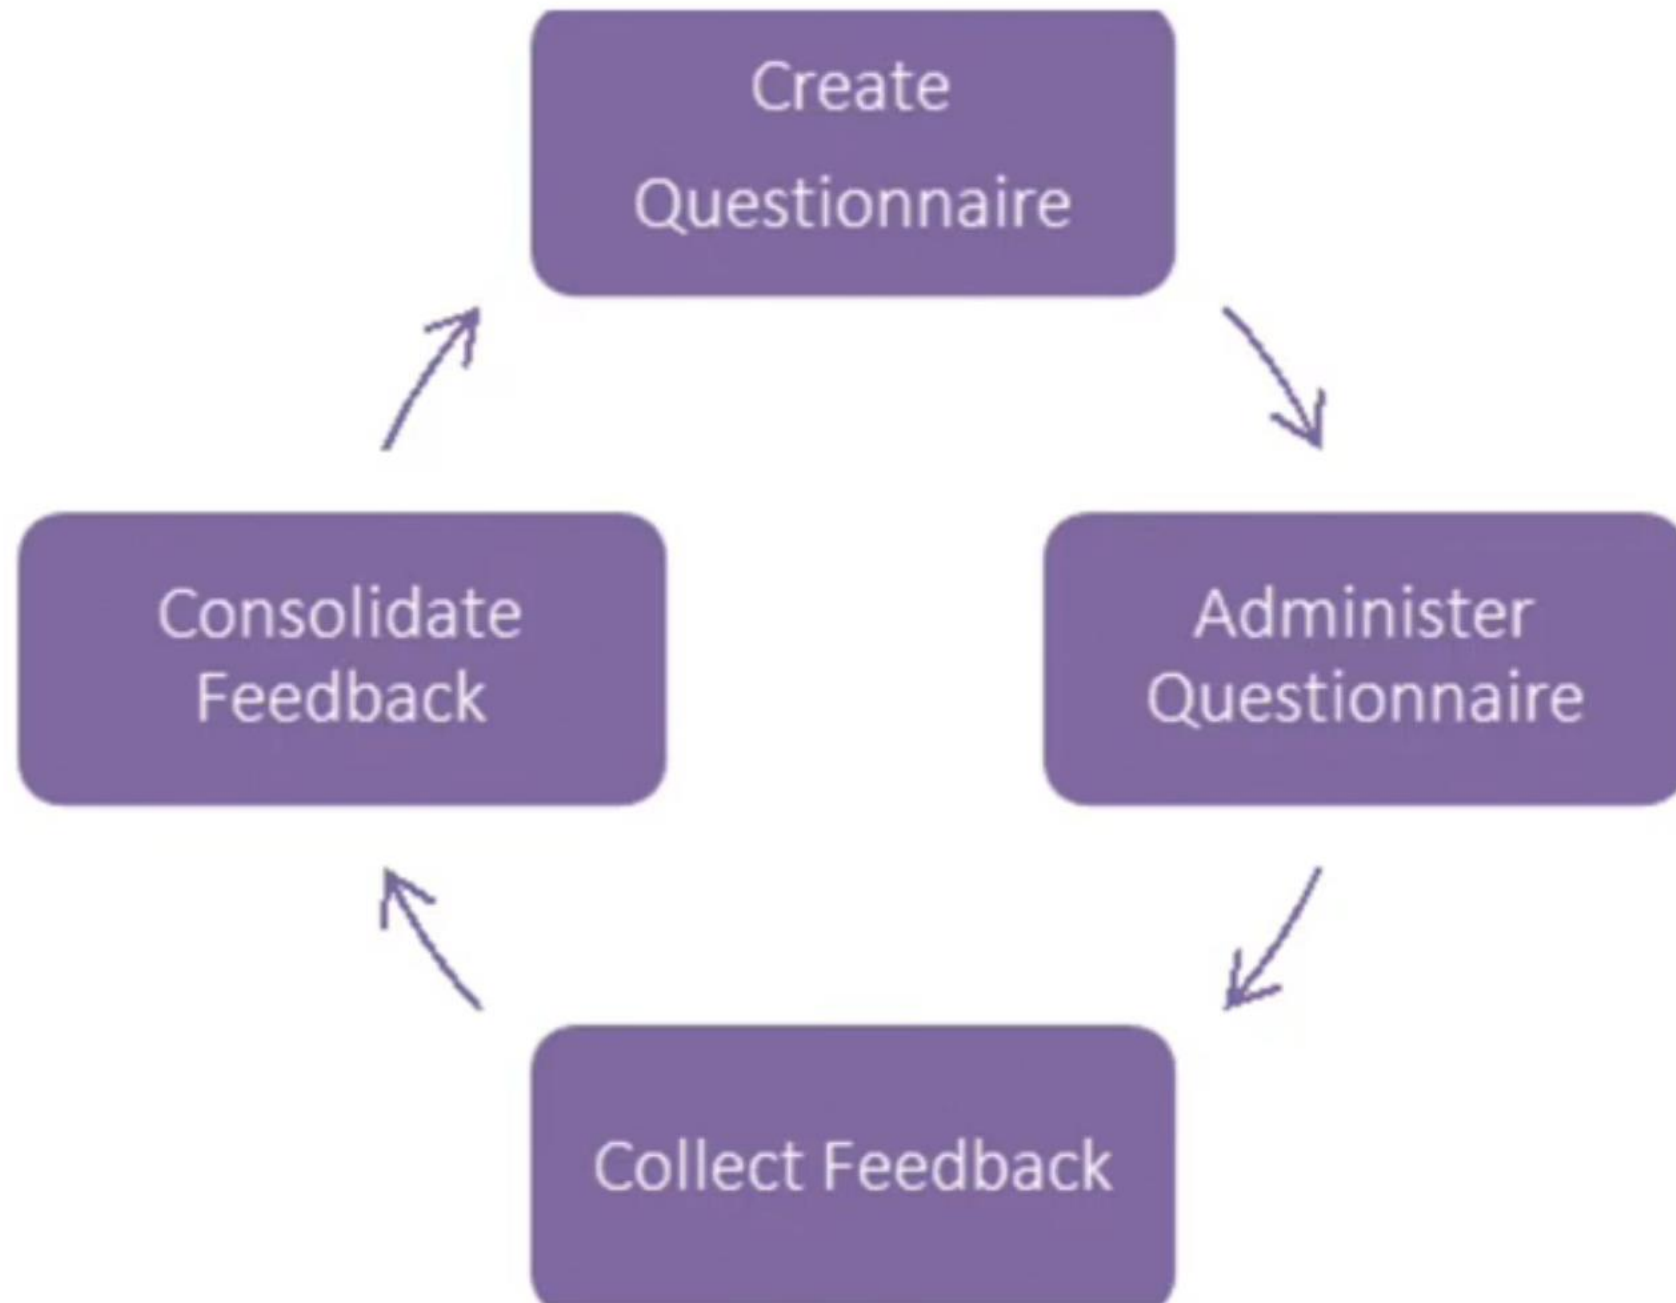 Create
Questionnaire
Administer
Questionnaire
Collect Feedback
Consolidate
Feedback